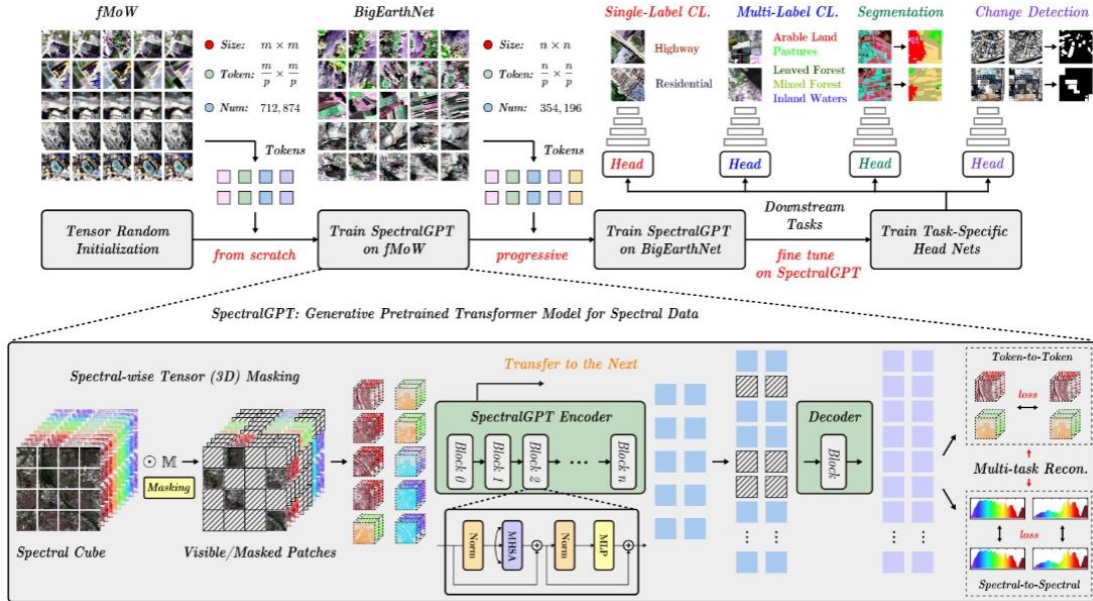 fMoW
BigEarthNet
Single-Label CL.
Multi-Label CL.
Segmentation
Change Detection
Size: m × m
Token: m/p × m/p
Num: 712,874
Size: n × n
Token: n/p × n/p
Num: 354,196
Highway
Residential
Arable Land
Pastures
Leaved Forest
Mixed Forest
Inland Waters
Tokens
Tokens
Head
Head
Head
Head
Tensor Random
Initialization
from scratch
Train SpectralGPT
on fMoW
progressive
Train SpectralGPT
on BigEarthNet
Downstream
Tasks
fine tune
on SpectralGPT
Train Task-Specific
Head Nets
SpectralGPT: Generative Pretrained Transformer Model for Spectral Data
Spectral-wise Tensor (3D) Masking
Transfer to the Next
Token-to-Token
SpectralGPT Encoder
Decoder
loss
⊙ M
Masking
Block 0
Block 1
Block 2
...
Block n
Block
Multi-task Recon.
Norm
MHSA
Norm
MLP
... ...
... ...
loss
Spectral Cube
Visible/Masked Patches
Spectral-to-Spectral